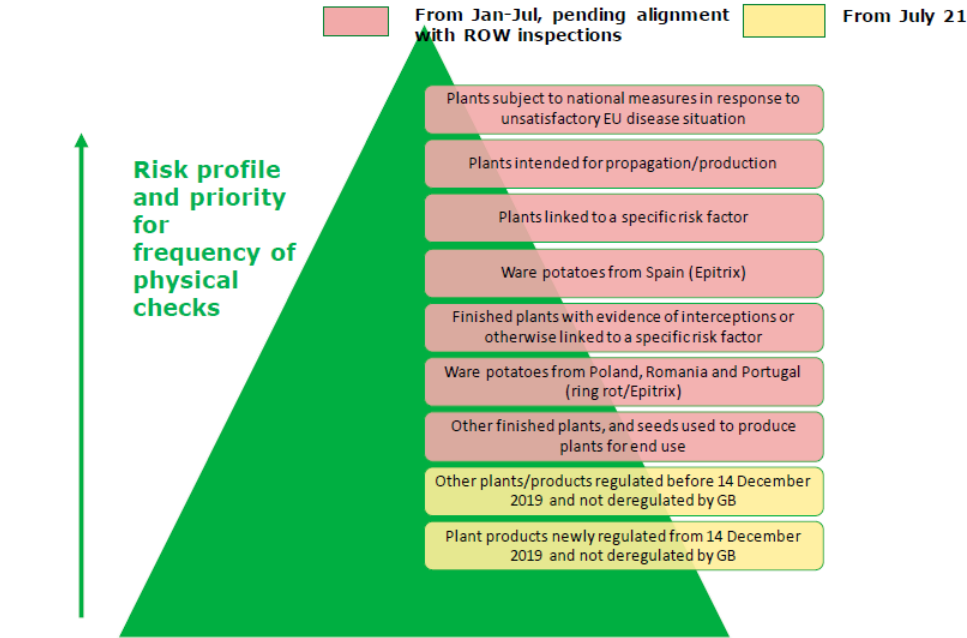 From Jan-Jul, pending alignment
with ROW inspections
From July 21
Risk profile
and priority
for
frequency of
physical
checks
Plants subject to national measures in response to
unsatisfactory EU disease situation
Plants intended for propagation/production
Plants linked to a specific risk factor
Ware potatoes from Spain (Epitrix)
Finished plants with evidence of interceptions or
otherwise linked to a specific risk factor
Ware potatoes from Poland, Romania and Portugal
(ring rot/Epitrix)
Other finished plants, and seeds used to produce
plants for end use
Other plants/products regulated before 14 December
2019 and not deregulated by GB
Plant products newly regulated from 14 December
2019 and not deregulated by GB